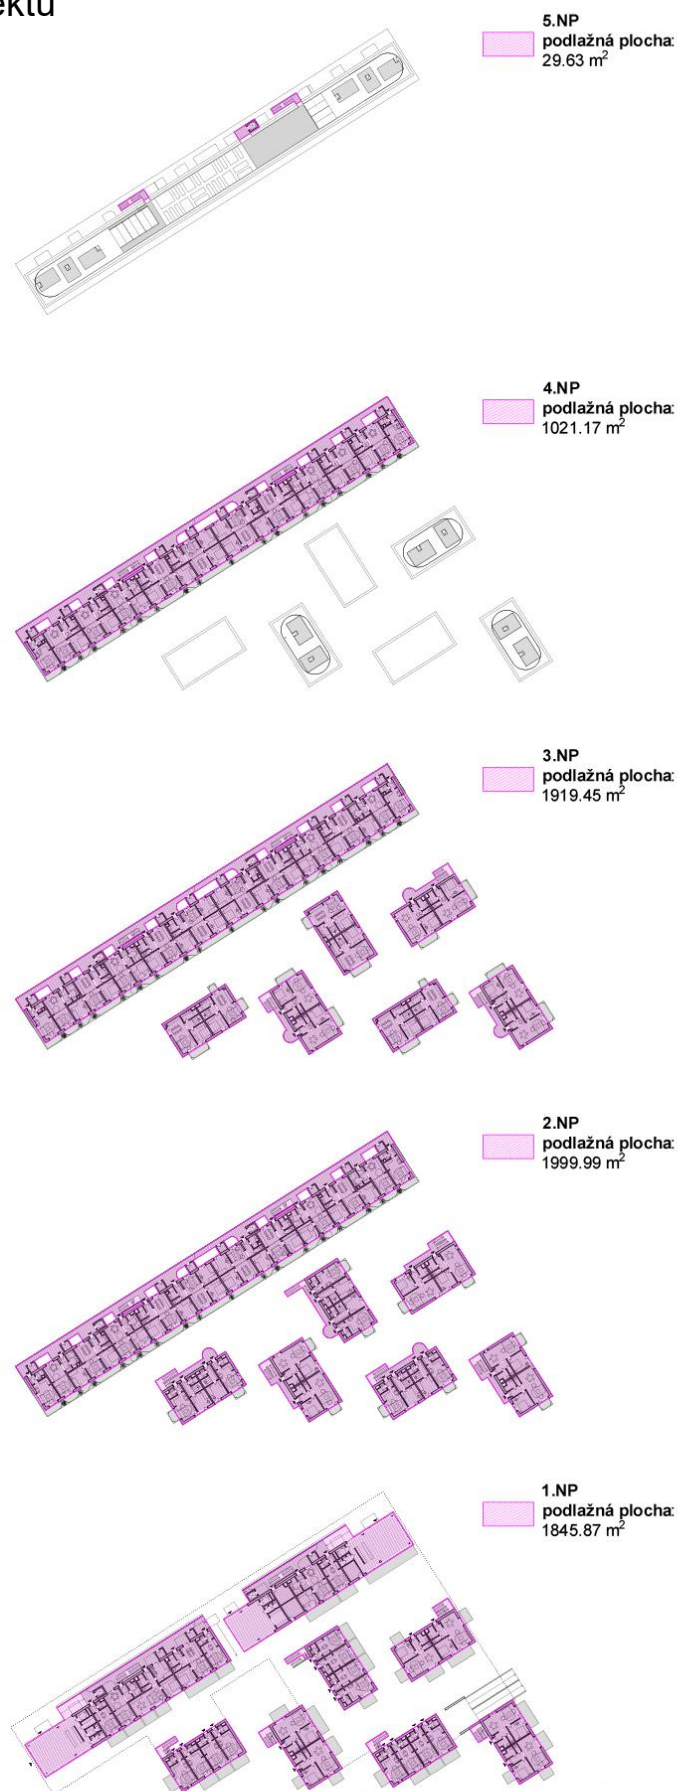 ektu
5.NP
podlažná plocha:
29.63 m²
4.NP
podlažná plocha:
1021.17 m²
3.NP
podlažná plocha:
1919.45 m²
2.NP
podlažná plocha:
1999.99 m²
1.NP
podlažná plocha:
1845.87 m²